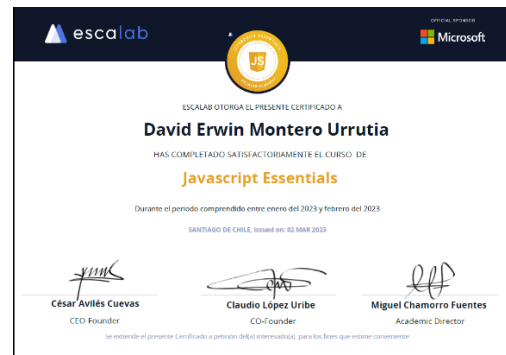 escalab
OFFICIAL SPONSOR
Microsoft
JS
ESCALAB OTORGA EL PRESENTE CERTIFICADO A
David Erwin Montero Urrutia
HAS COMPLETADO SATISFACTORIAMENTE EL CURSO DE
Javascript Essentials
Durante el periodo comprendido entre enero del 2023 y febrero del 2023
SANTIAGO DE CHILE, Issued on: 02 MAR 2023
César Avilés Cuevas
Claudio López Uribe
Miguel Chamorro Fuentes
CEO-Founder
CO-Founder
Academic Director
Se extiende el presente Certificado a petición del(a) interesado(a), para los fines que estime conveniente